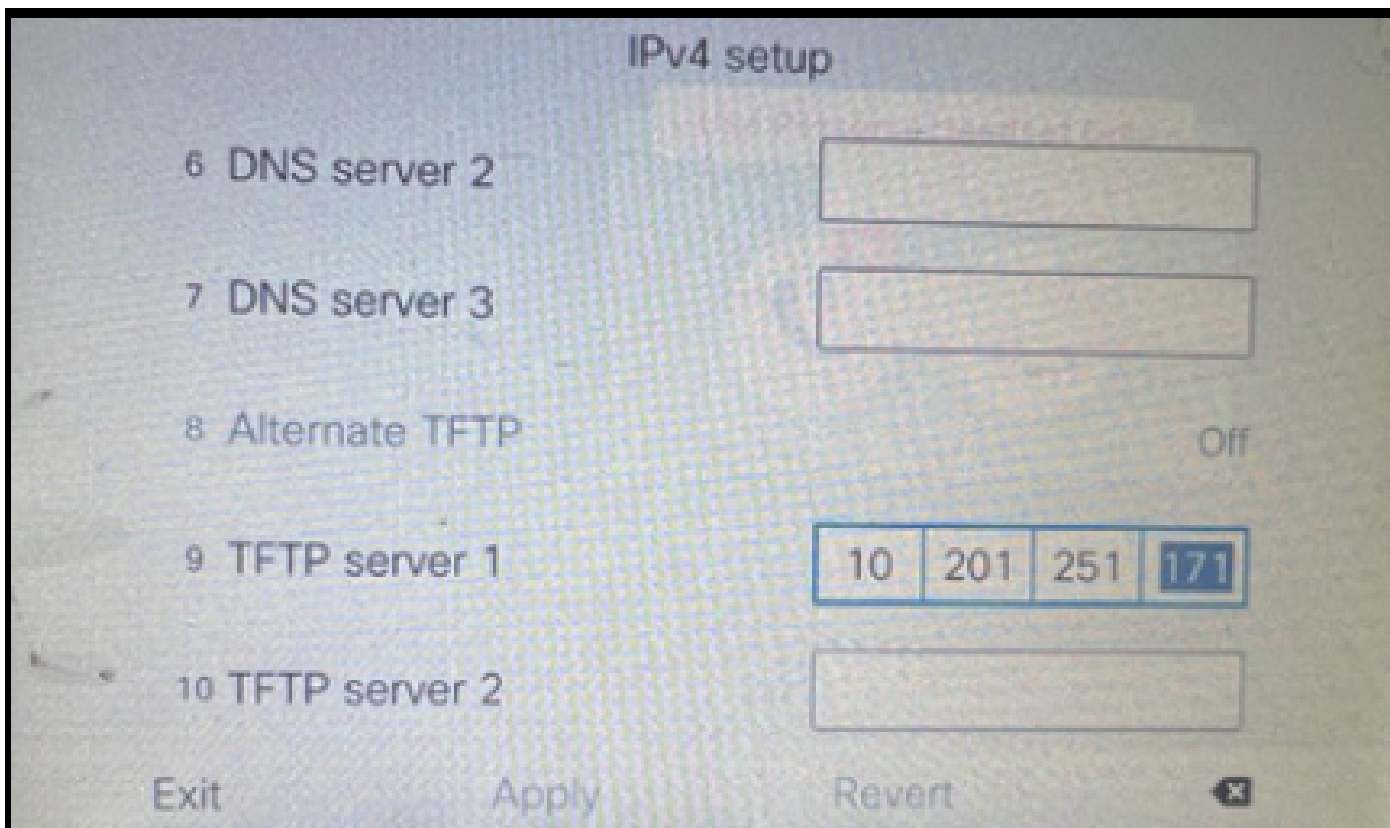 IPv4 setup
6 DNS server 2
7 DNS server 3
8 Alternate TFTP Off
9 TFTP server 1 10 201 251 171
10 TFTP server 2
Exit Apply Revert